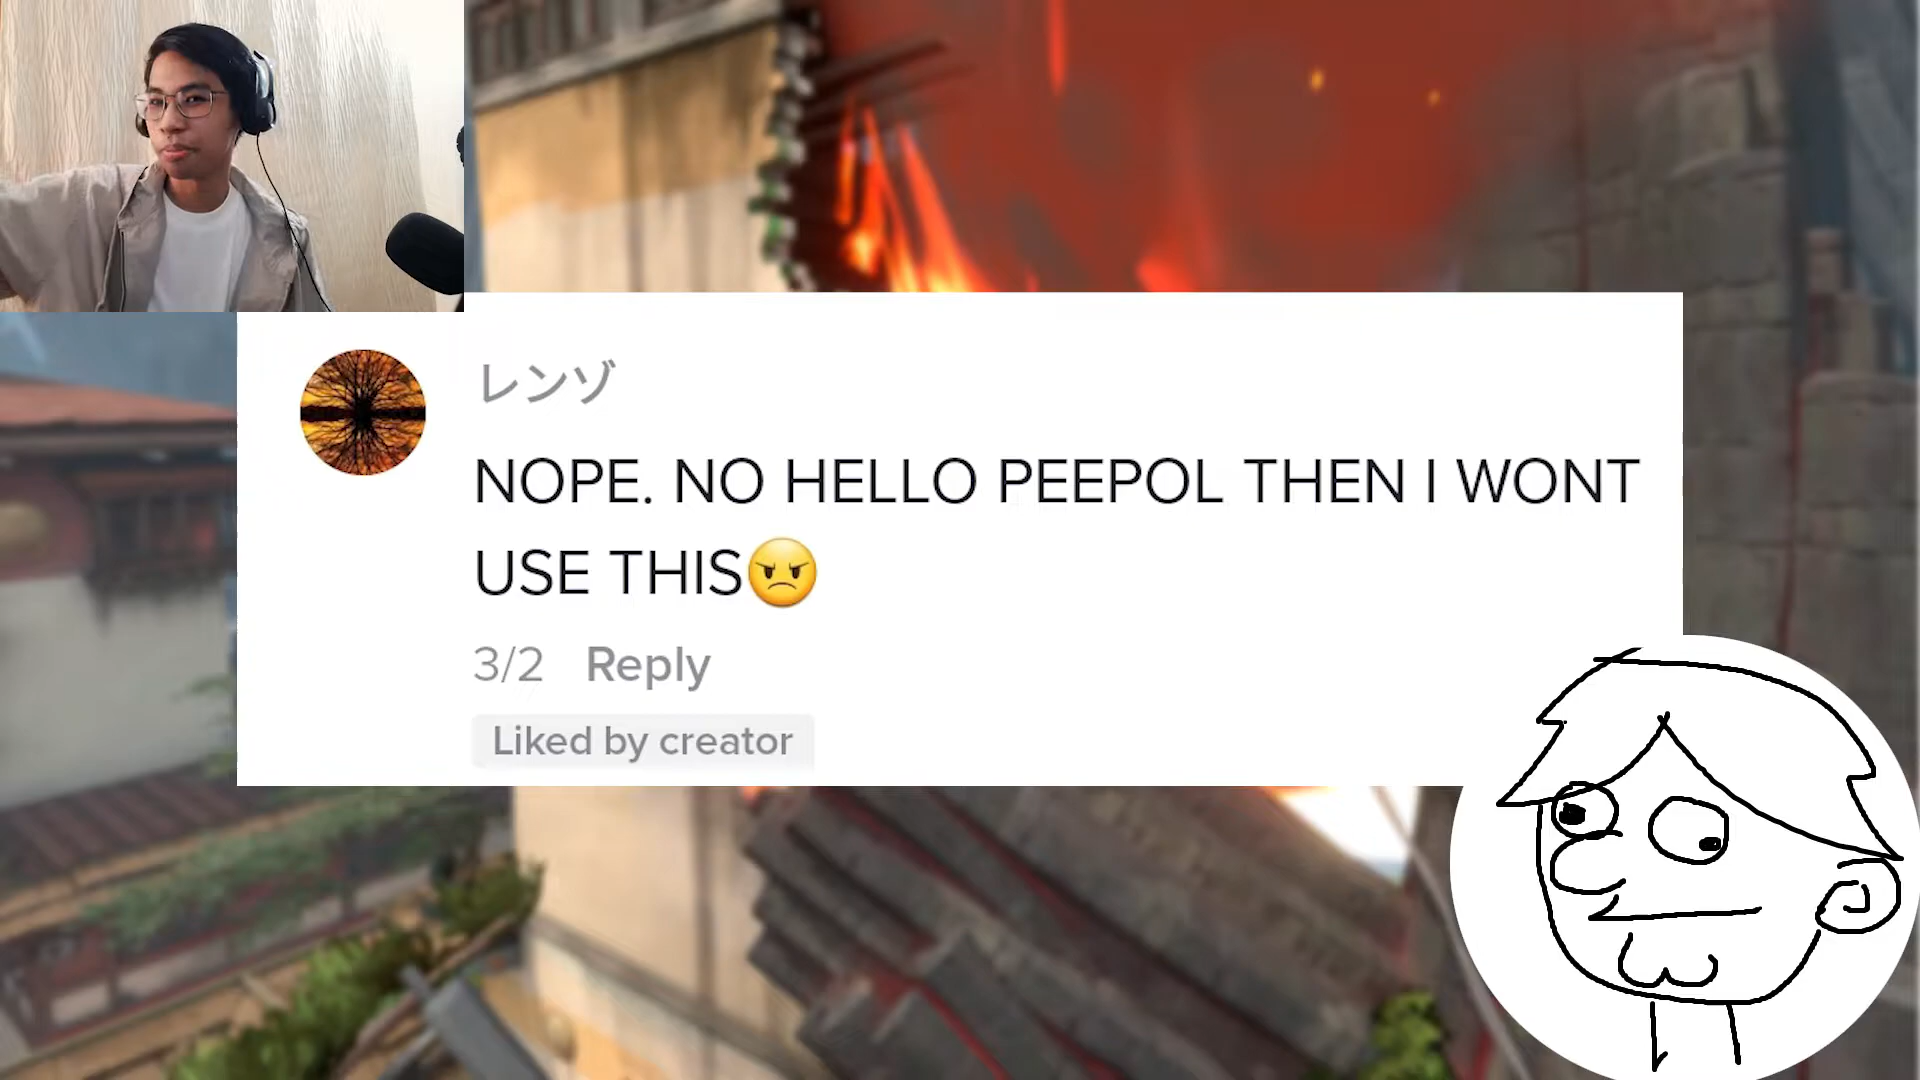 レンゾ
NOPE. NO HELLO PEEPOL THEN I WONT
USE THIS😠
3/2 Reply
Liked by creator